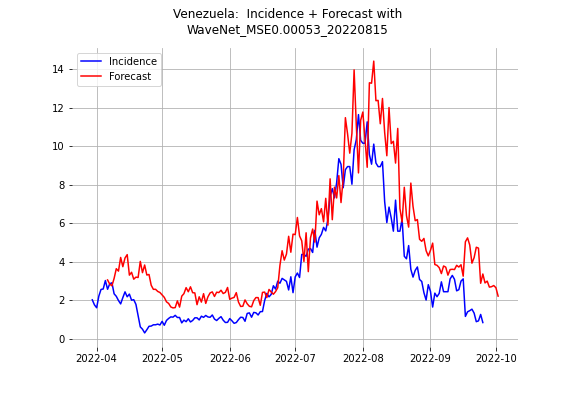 Venezuela:  Incidence + Forecast with
WaveNet_MSE0.00053_20220815
Incidence
Forecast
14
12
10
8
6
4
2
0
2022-04 2022-05 2022-06 2022-07 2022-08 2022-09 2022-10